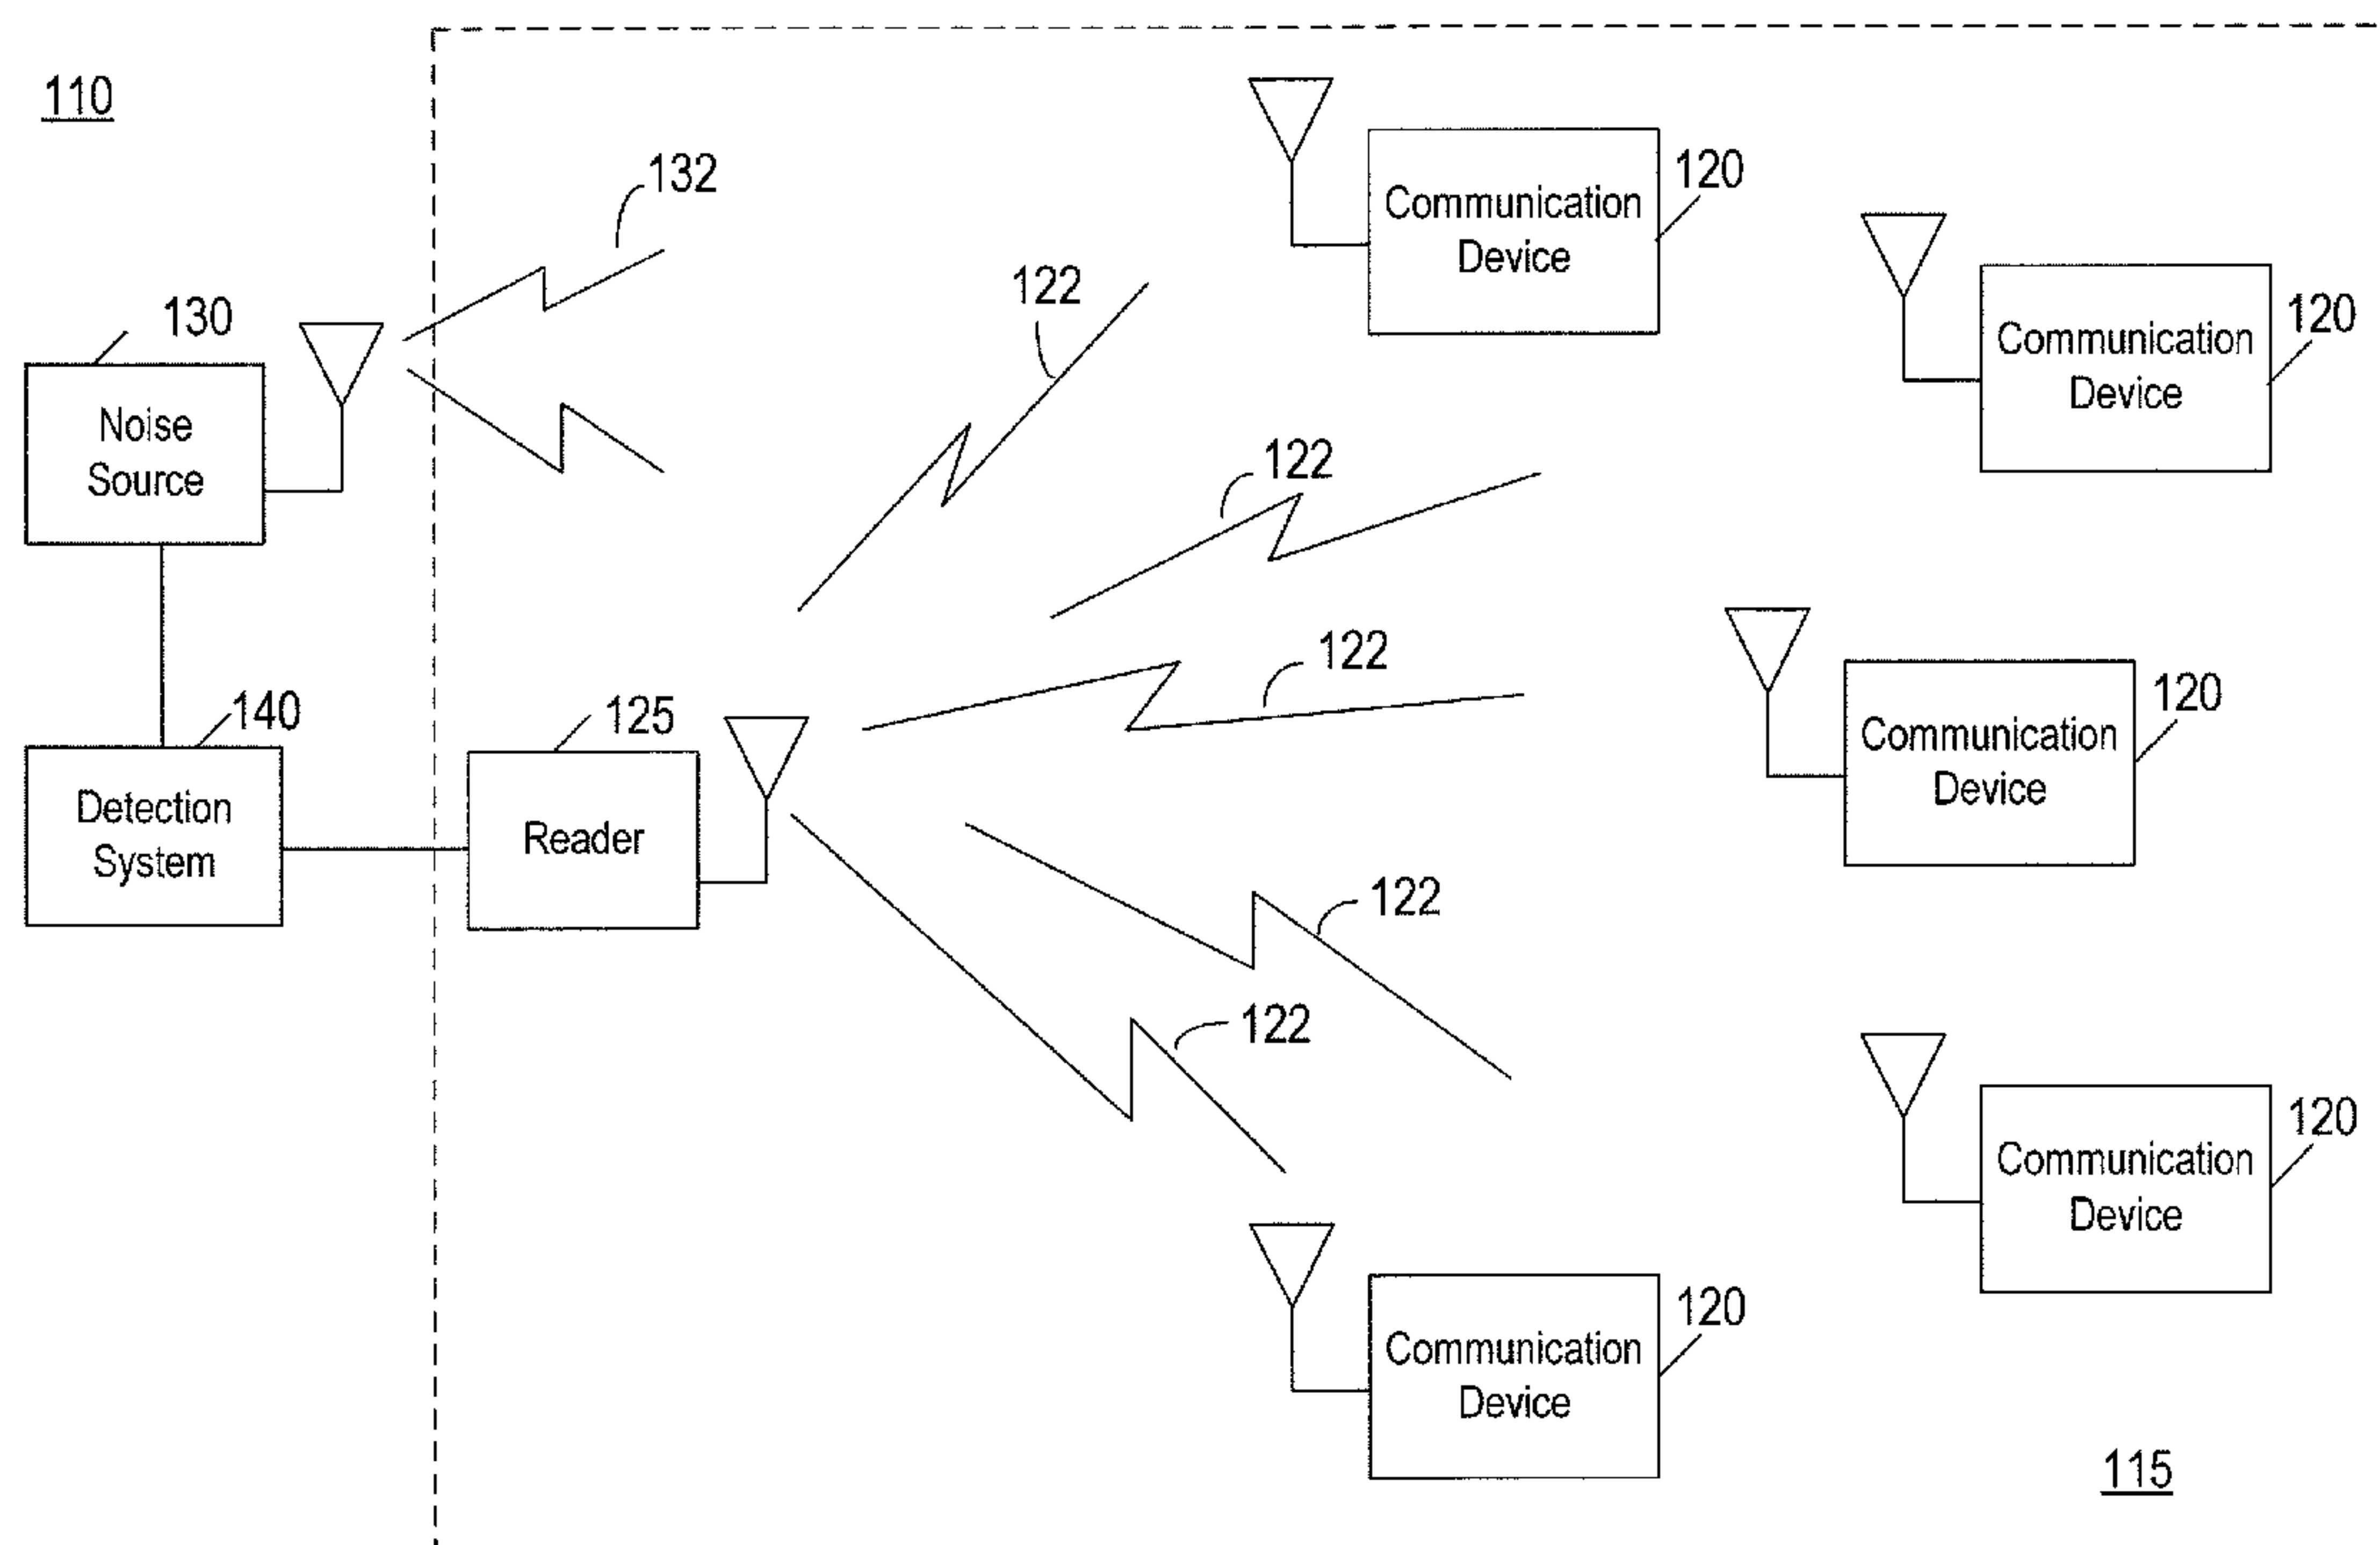 110
132
120
Communication
Device
122
120
Communication
Device
130
Noise
Source
122
122
120
Communication
Device
140
Detection
System
125
Reader
122
122
120
Communication
Device
120
Communication
Device
115